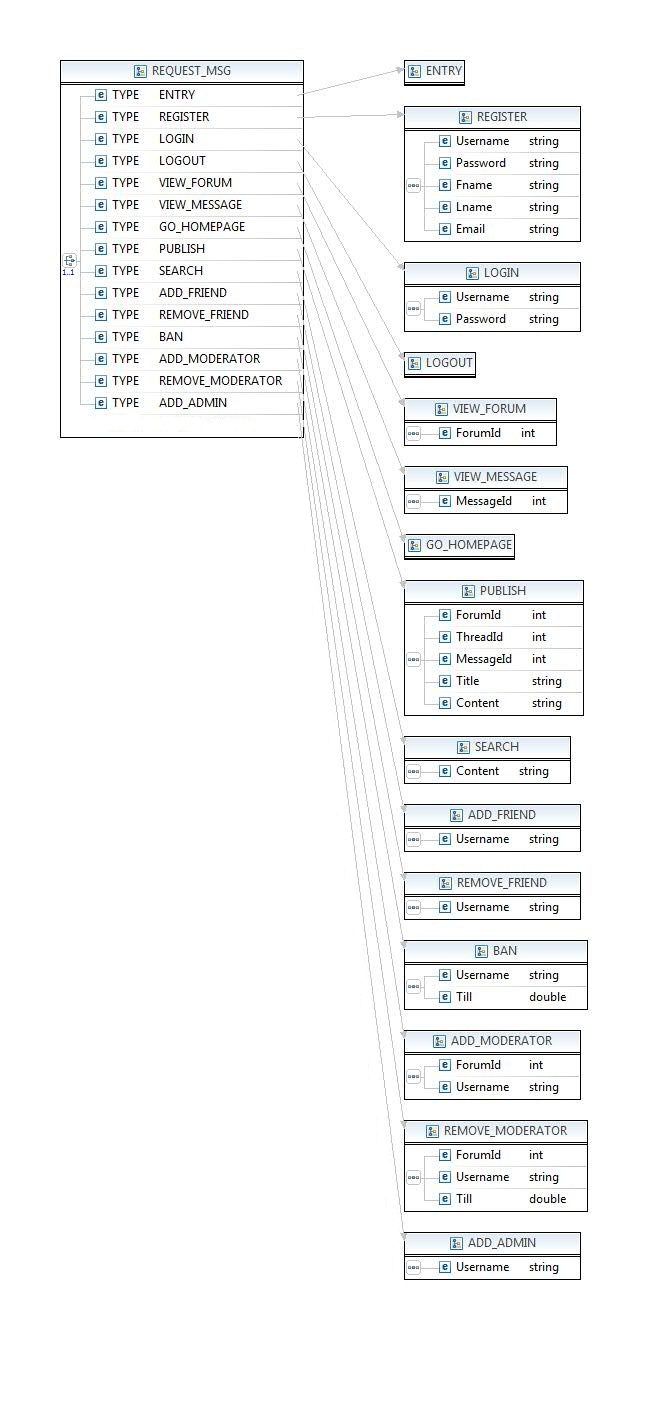 REQUEST_MSG
e TYPE ENTRY
e TYPE REGISTER
e TYPE LOGIN
e TYPE LOGOUT
e TYPE VIEW_FORUM
e TYPE VIEW_MESSAGE
e TYPE GO_HOMEPAGE
e TYPE PUBLISH
1..1
e TYPE SEARCH
e TYPE ADD_FRIEND
e TYPE REMOVE_FRIEND
e TYPE BAN
e TYPE ADD_MODERATOR
e TYPE REMOVE_MODERATOR
e TYPE ADD_ADMIN
ENTRY
REGISTER
e Username string
e Password string
e Fname string
e Lname string
e Email string
LOGIN
e Username string
e Password string
LOGOUT
VIEW_FORUM
e ForumId int
VIEW_MESSAGE
e MessageId int
GO_HOMEPAGE
PUBLISH
e ForumId int
e ThreadId int
e MessageId int
e Title string
e Content string
SEARCH
e Content string
ADD_FRIEND
e Username string
REMOVE_FRIEND
e Username string
BAN
e Username string
e Till double
ADD_MODERATOR
e ForumId int
e Username string
REMOVE_MODERATOR
e ForumId int
e Username string
e Till double
ADD_ADMIN
e Username string